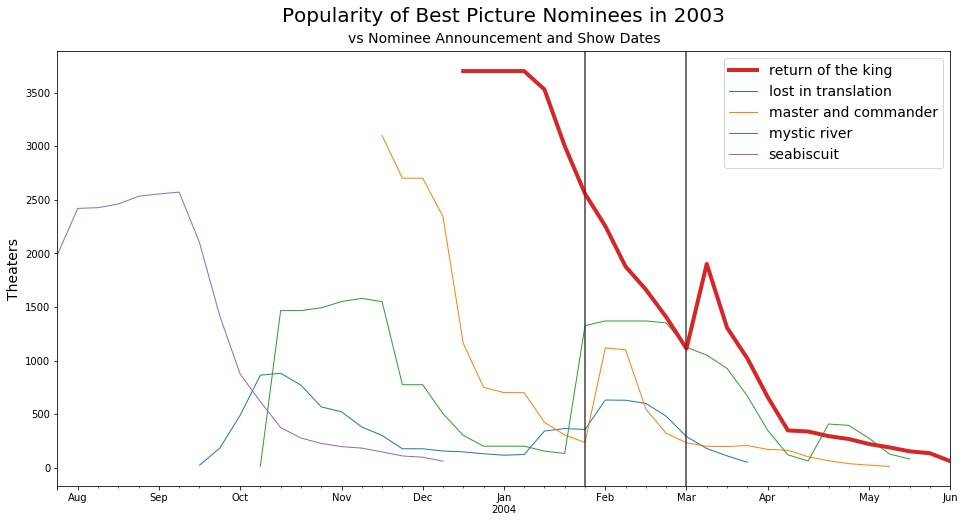 Popularity of Best Picture Nominees in 2003
vs Nominee Announcement and Show Dates
return of the king
lost in translation
master and commander
mystic river
seabiscuit
Theaters
3500
3000
2500
2000
1500
1000
500
0
Aug Sep Oct Nov Dec Jan Feb Mar Apr May Jun
2004